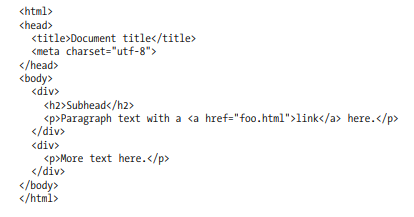 <html>
<head>
  <title>Document title</title>
  <meta charset="utf-8">
</head>
<body>
  <div>
    <h2>Subhead</h2>
    <p>Paragraph text with a <a href="foo.html">link</a> here.</p>
  </div>
  <div>
    <p>More text here.</p>
  </div>
</body>
</html>